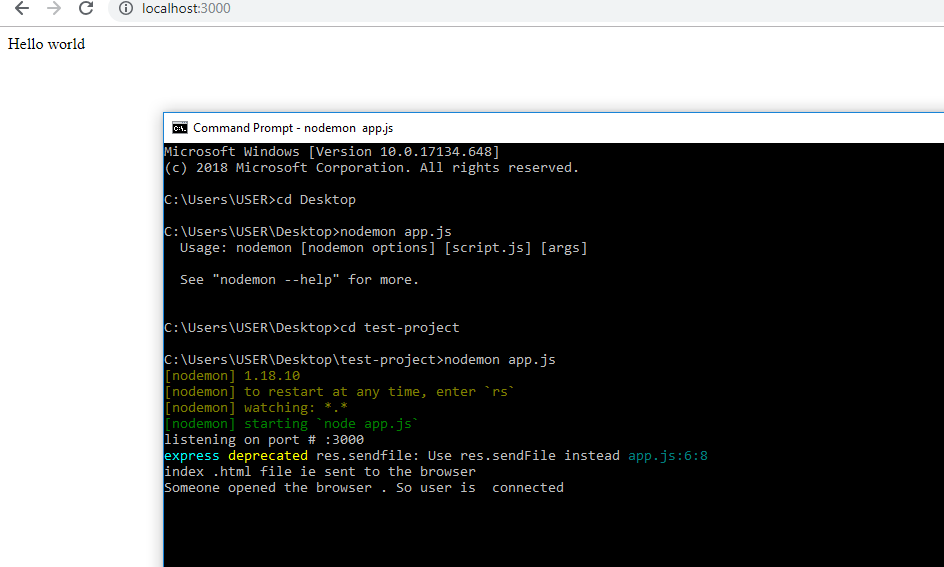 localhost:3000
Hello world
Command Prompt - nodemon  app.js
Microsoft Windows [Version 10.0.17134.648]
(c) 2018 Microsoft Corporation. All rights reserved.
C:\Users\USER>cd Desktop
C:\Users\USER\Desktop>nodemon app.js
  Usage: nodemon [nodemon options] [script.js] [args]
  See "nodemon --help" for more.
C:\Users\USER\Desktop>cd test-project
C:\Users\USER\Desktop\test-project>nodemon app.js
[nodemon] 1.18.10
[nodemon] to restart at any time, enter `rs`
[nodemon] watching: *.*
[nodemon] starting `node app.js`
listening on port # :3000
express deprecated res.sendfile: Use res.sendFile instead app.js:6:8
index .html file ie sent to the browser
Someone opened the browser . So user is  connected